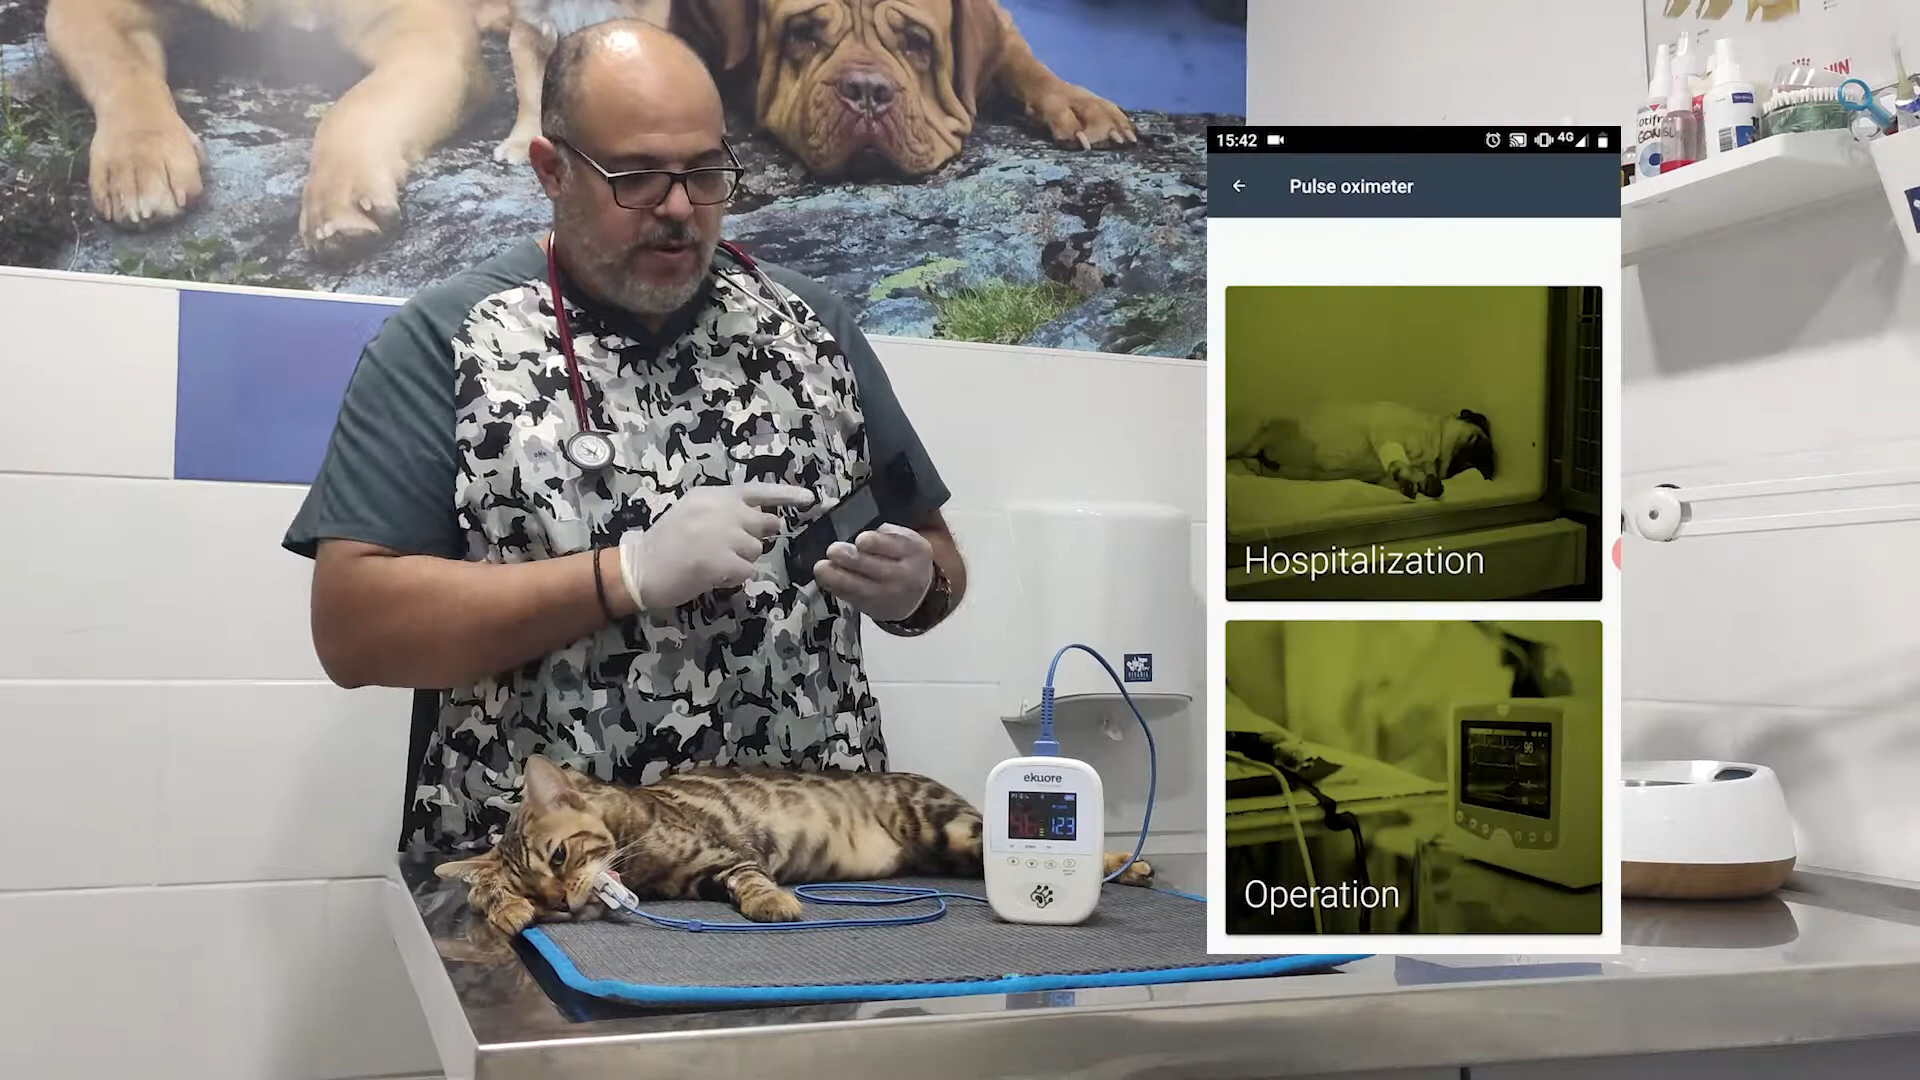 15:42
4G
Pulse oximeter
Hospitalization
Operation
ekuore
123
96